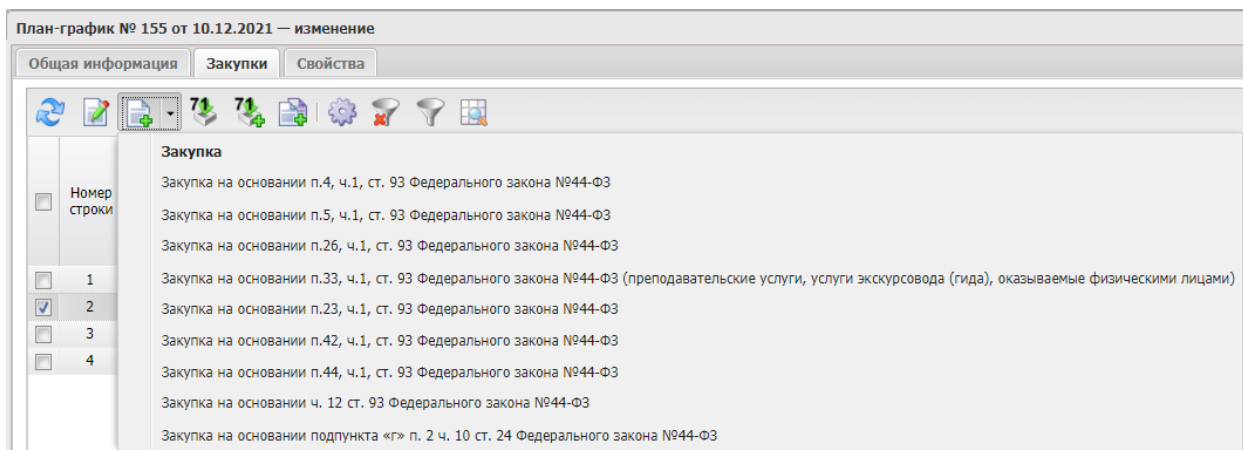 План-график № 155 от 10.12.2021 — изменение
Общая информация Закупки Свойства
71 71
Закупка
Закупка на основании п.4, ч.1, ст. 93 Федерального закона №44-ФЗ
Номер
строки
Закупка на основании п.5, ч.1, ст. 93 Федерального закона №44-ФЗ
Закупка на основании п.26, ч.1, ст. 93 Федерального закона №44-ФЗ
1 Закупка на основании п.33, ч.1, ст. 93 Федерального закона №44-ФЗ (преподавательские услуги, услуги экскурсовода (гида), оказываемые физическими лицами)
2 Закупка на основании п.23, ч.1, ст. 93 Федерального закона №44-ФЗ
3 Закупка на основании п.42, ч.1, ст. 93 Федерального закона №44-ФЗ
4 Закупка на основании п.44, ч.1, ст. 93 Федерального закона №44-ФЗ
Закупка на основании ч. 12 ст. 93 Федерального закона №44-ФЗ
Закупка на основании подпункта «г» п. 2 ч. 10 ст. 24 Федерального закона №44-ФЗ